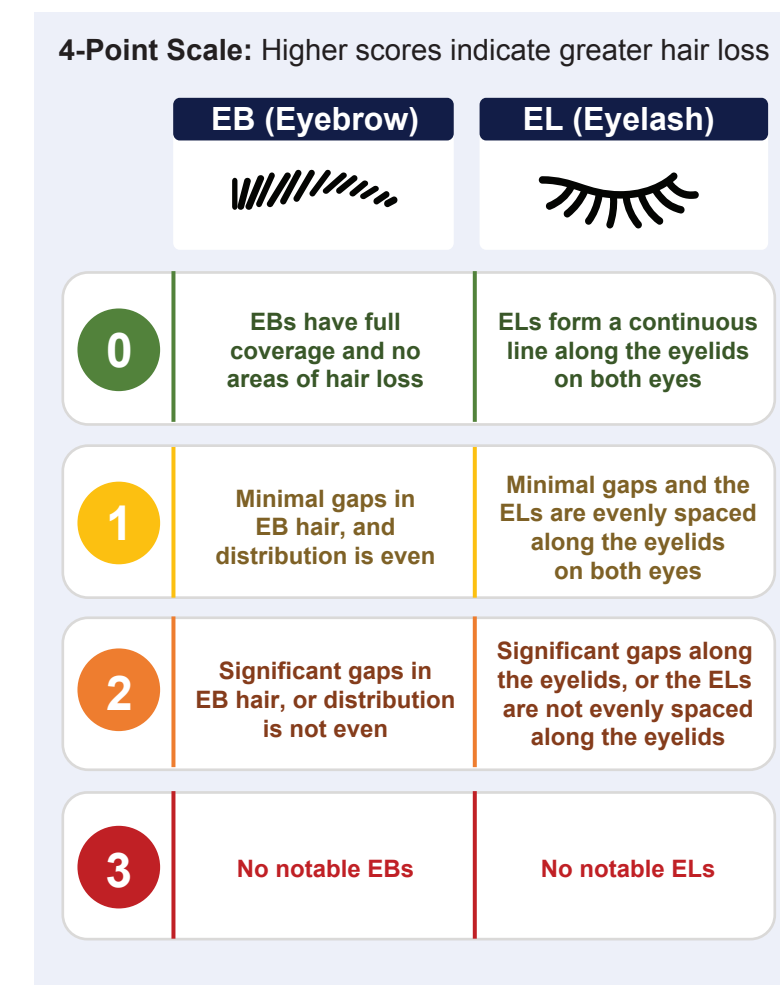 4-Point Scale: Higher scores indicate greater hair loss
EB (Eyebrow)
EL (Eyelash)
0
EBs have full
coverage and no
areas of hair loss
ELs form a continuous
line along the eyelids
on both eyes
1
Minimal gaps in
EB hair, and
distribution is even
Minimal gaps and the
ELs are evenly spaced
along the eyelids
on both eyes
2
Significant gaps in
EB hair, or distribution
is not even
Significant gaps along
the eyelids, or the ELs
are not evenly spaced
along the eyelids
3
No notable EBs
No notable ELs